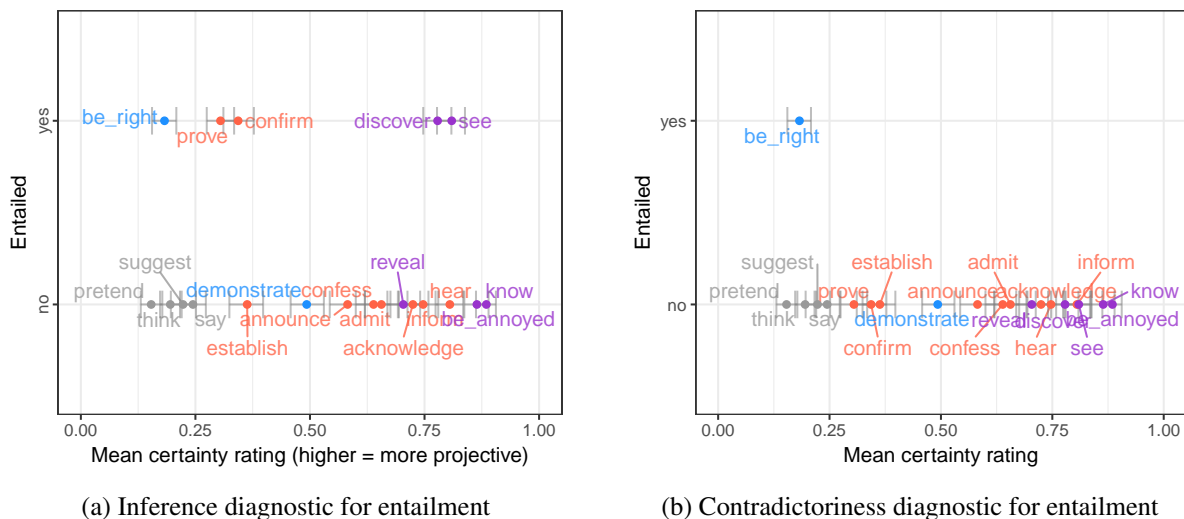 yes
no
Entailed
be_right
prove
confirm
discover
see
suggest
pretend
think
say
demonstrate
establish
confess
announce
admit
reveal
hear
inform
acknowledge
know
be_annoyed
0.00 0.25 0.50 0.75 1.00
Mean certainty rating (higher = more projective)
(a) Inference diagnostic for entailment
yes
no
Entailed
be_right
suggest
pretend
think
say
prove
establish
confirm
demonstrate
announce
admit
confess
acknowledge
inform
reveal
discover
hear
know
be_annoyed
see
0.00 0.25 0.50 0.75 1.00
Mean certainty rating
(b) Contradictoriness diagnostic for entailment